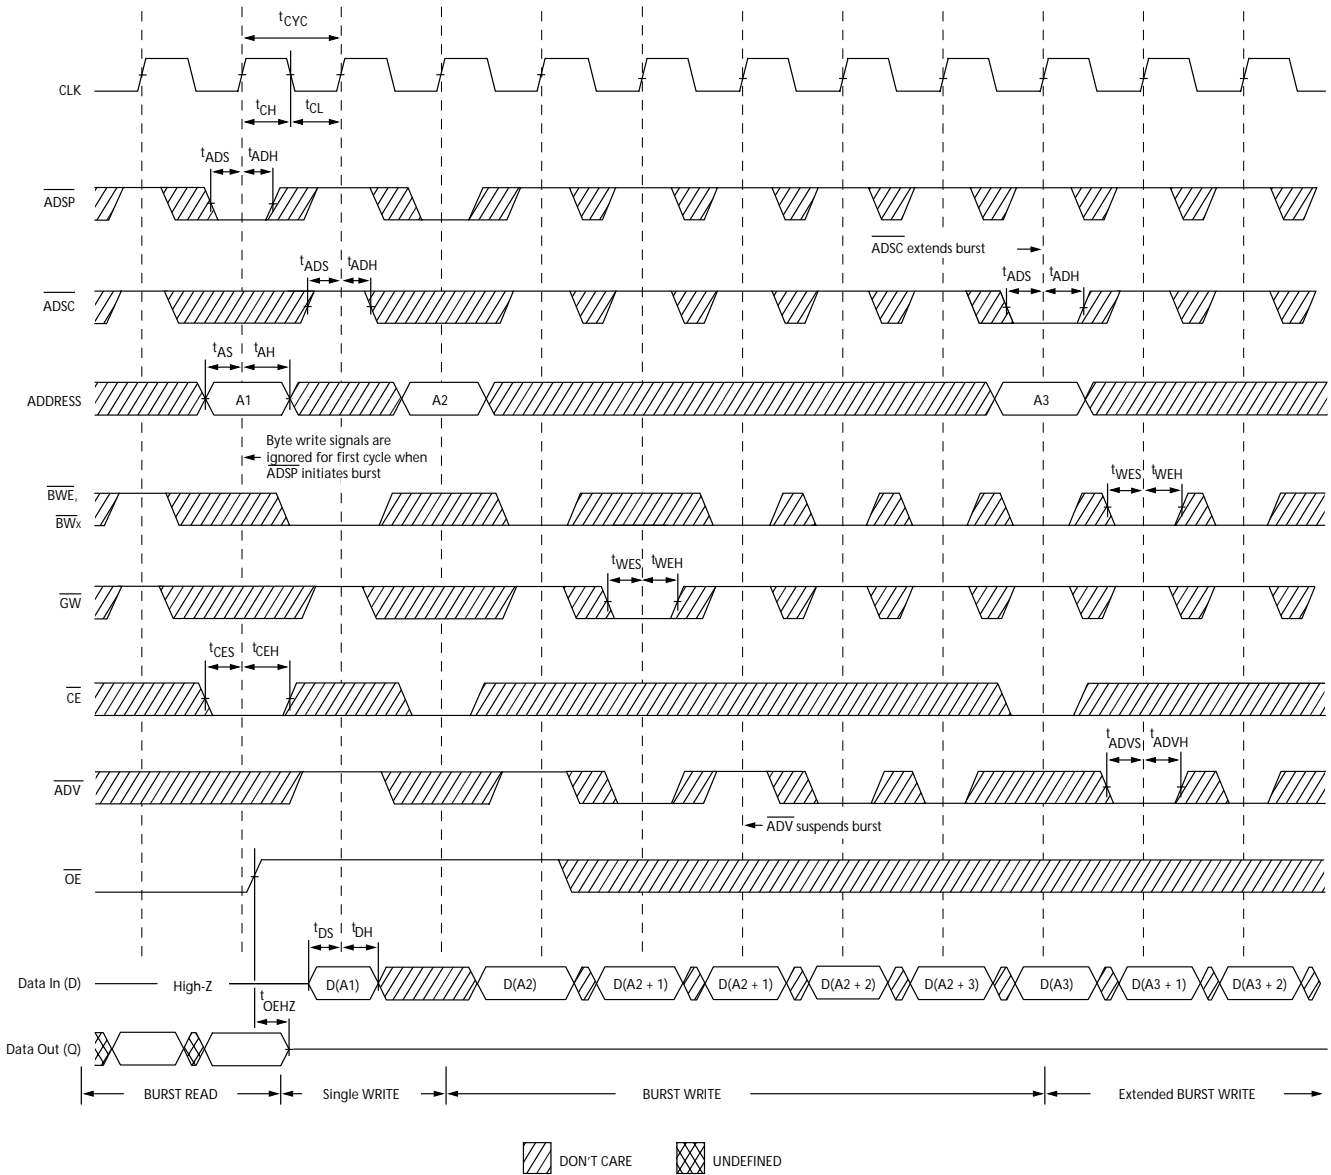 tCYC
CLK
tCH
tCL
tADS
tADH
ADSP
ADSC extends burst
tADS
tADH
tADS
tADH
ADSC
tAS
tAH
ADDRESS
A1
A2
A3
Byte write signals are
ignored for first cycle when
ADSP initiates burst
BWE,
BWx
tWES
tWEH
tWES
tWEH
GW
tCES
tCEH
CE
tADVS
tADVH
ADV
ADV suspends burst
OE
tDS
tDH
Data In (D)
High-Z
D(A1)
D(A2)
D(A2 + 1)
D(A2 + 1)
D(A2 + 2)
D(A2 + 3)
D(A3)
D(A3 + 1)
D(A3 + 2)
tOEHZ
Data Out (Q)
BURST READ
Single WRITE
BURST WRITE
Extended BURST WRITE
DON'T CARE
UNDEFINED